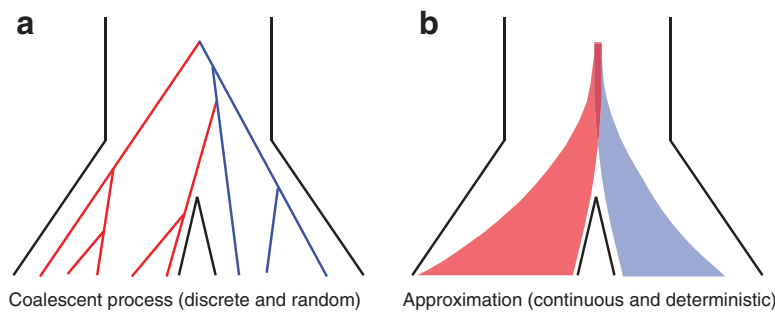 a
b
Coalescent process (discrete and random)
Approximation (continuous and deterministic)